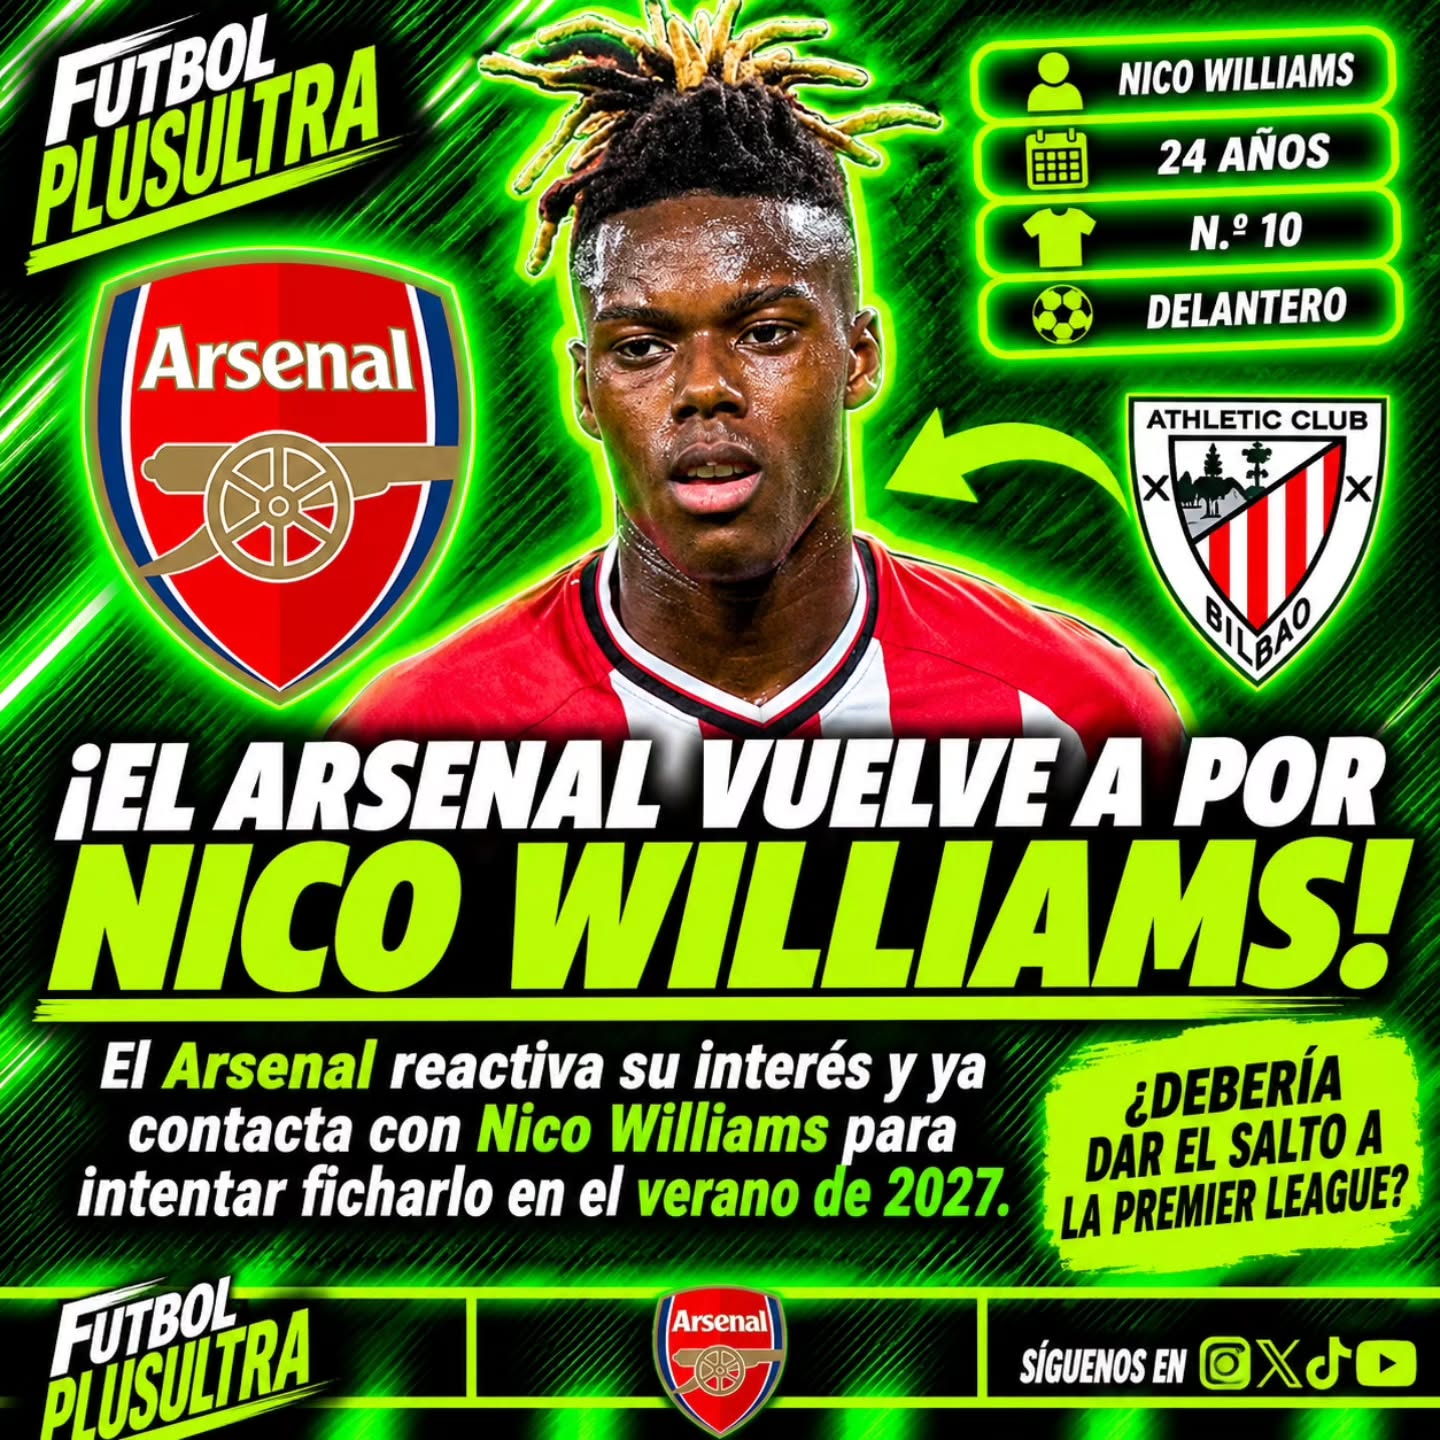 FUTBOL
PLUSULTRA
NICO WILLIAMS
24 AÑOS
N.º 10
DELANTERO
Arsenal
ATHLETIC CLUB
BILBAO
¡EL ARSENAL VUELVE A POR
NICO WILLIAMS!
El Arsenal reactiva su interés y ya
contacta con Nico Williams para
intentar ficharlo en el verano de 2027.
¿DEBERÍA
DAR EL SALTO A
LA PREMIER LEAGUE?
FUTBOL
PLUSULTRA
Arsenal
SÍGUENOS EN